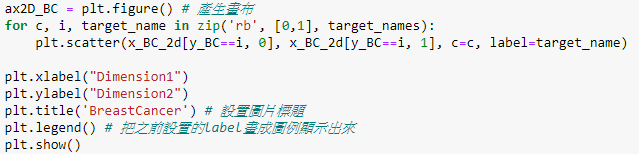 ax2D_BC = plt.figure() # 產生畫布
for c, i, target_name in zip('rb', [0,1], target_names):
    plt.scatter(x_BC_2d[y_BC==i, 0], x_BC_2d[y_BC==i, 1], c=c, label=target_name)
plt.xlabel("Dimension1")
plt.ylabel("Dimension2")
plt.title('BreastCancer') # 設置圖片標題
plt.legend() # 把之前設置的label畫成圖例顯示出來
plt.show()